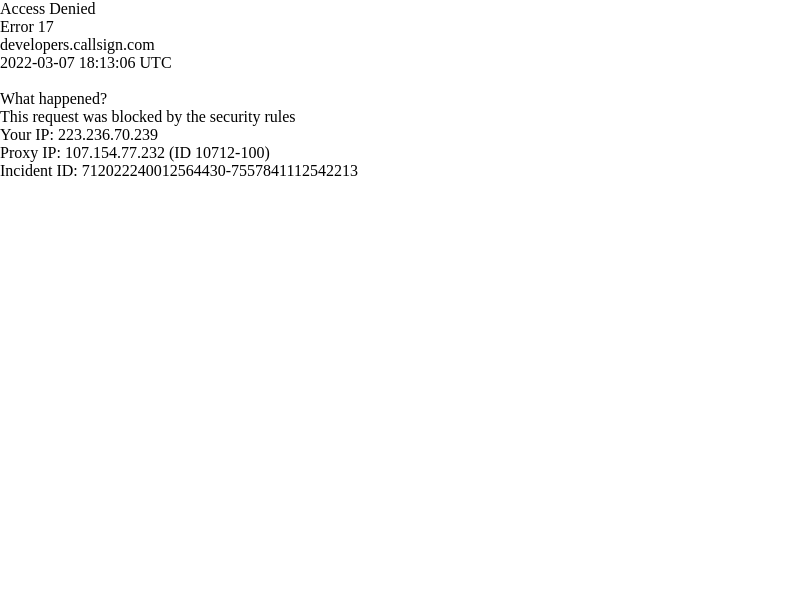 Access Denied
Error 17
developers.callsign.com
2022-03-07 18:13:06 UTC
What happened?
This request was blocked by the security rules
Your IP: 223.236.70.239
Proxy IP: 107.154.77.232 (ID 10712-100)
Incident ID: 712022240012564430-7557841112542213